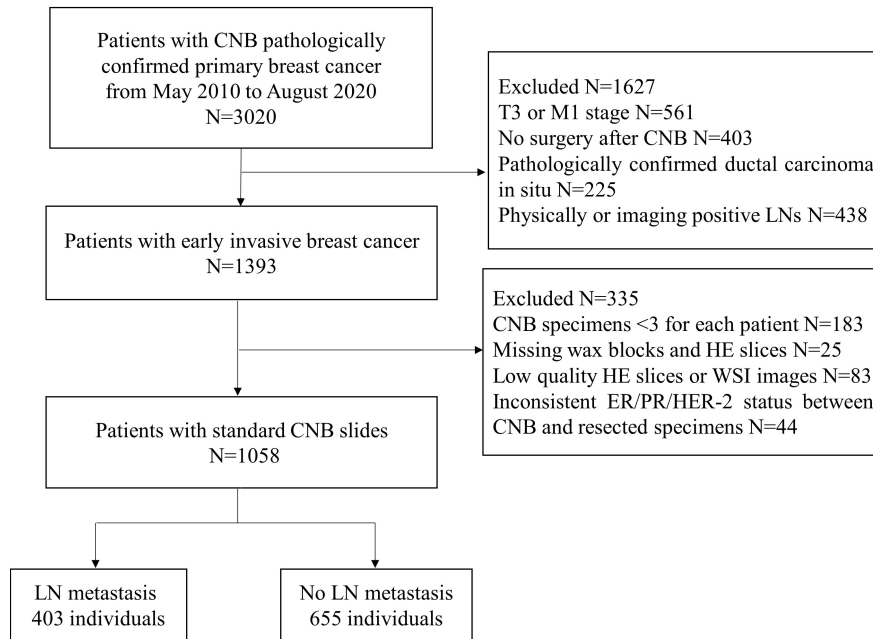 Patients with CNB pathologically
confirmed primary breast cancer
from May 2010 to August 2020
N=3020
Excluded N=1627
T3 or M1 stage N=561
No surgery after CNB N=403
Pathologically confirmed ductal carcinoma
in situ N=225
Physically or imaging positive LNs N=438
Patients with early invasive breast cancer
N=1393
Excluded N=335
CNB specimens <3 for each patient N=183
Missing wax blocks and HE slices N=25
Low quality HE slices or WSI images N=83
Inconsistent ER/PR/HER-2 status between
CNB and resected specimens N=44
Patients with standard CNB slides
N=1058
LN metastasis
403 individuals
No LN metastasis
655 individuals